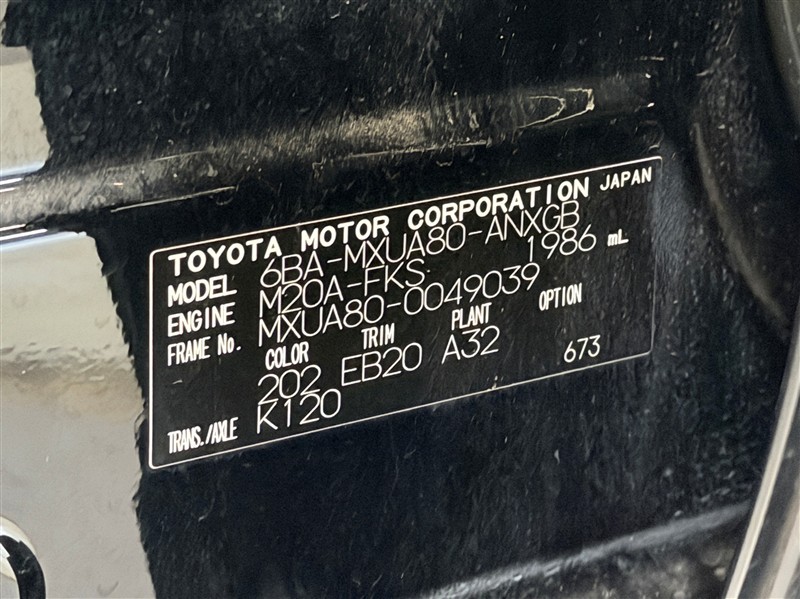 TOYOTA MOTOR CORPORATION JAPAN
MODEL 6BA-MXUA80-ANXGB
ENGINE M20A-FKS 1986 mL
FRAME No. MXUA80-0049039
COLOR TRIM PLANT OPTION
202 EB20 A32 673
TRANS./AXLE K120